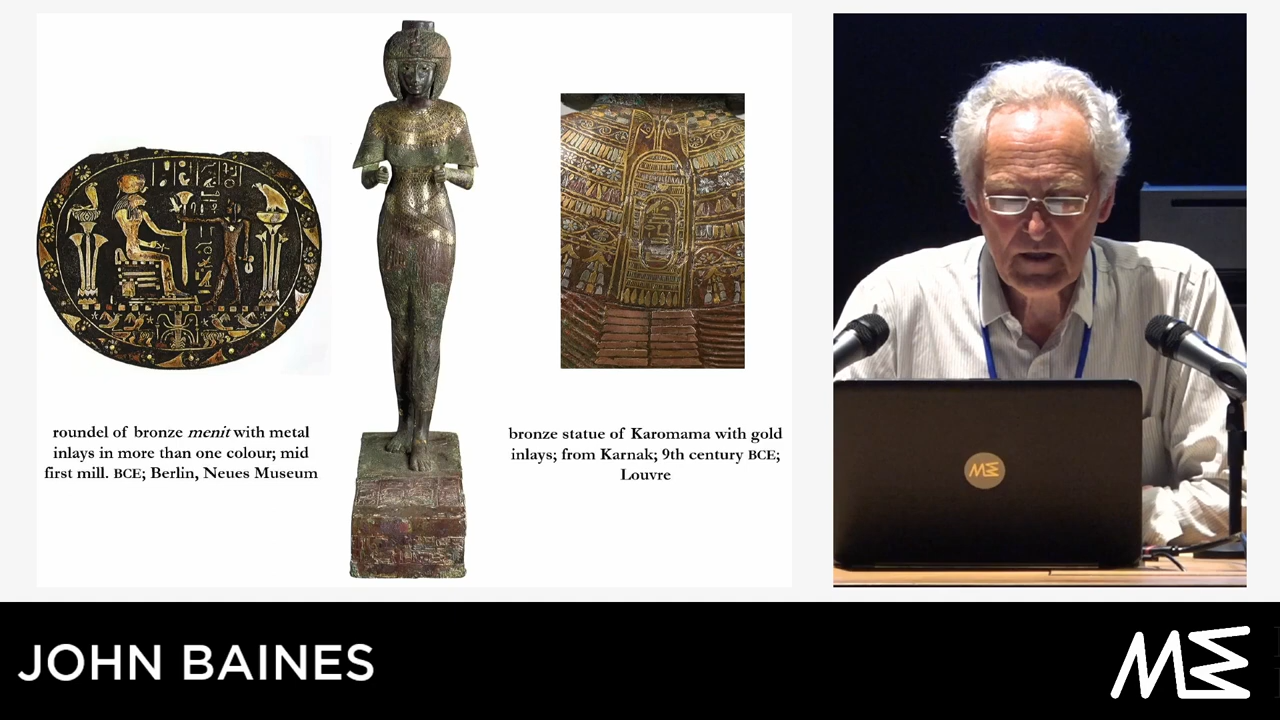 roundel of bronze menit with metal
inlays in more than one colour; mid
first mill. BCE; Berlin, Neues Museum
bronze statue of Karomama with gold
inlays; from Karnak; 9th century BCE;
Louvre
JOHN BAINES